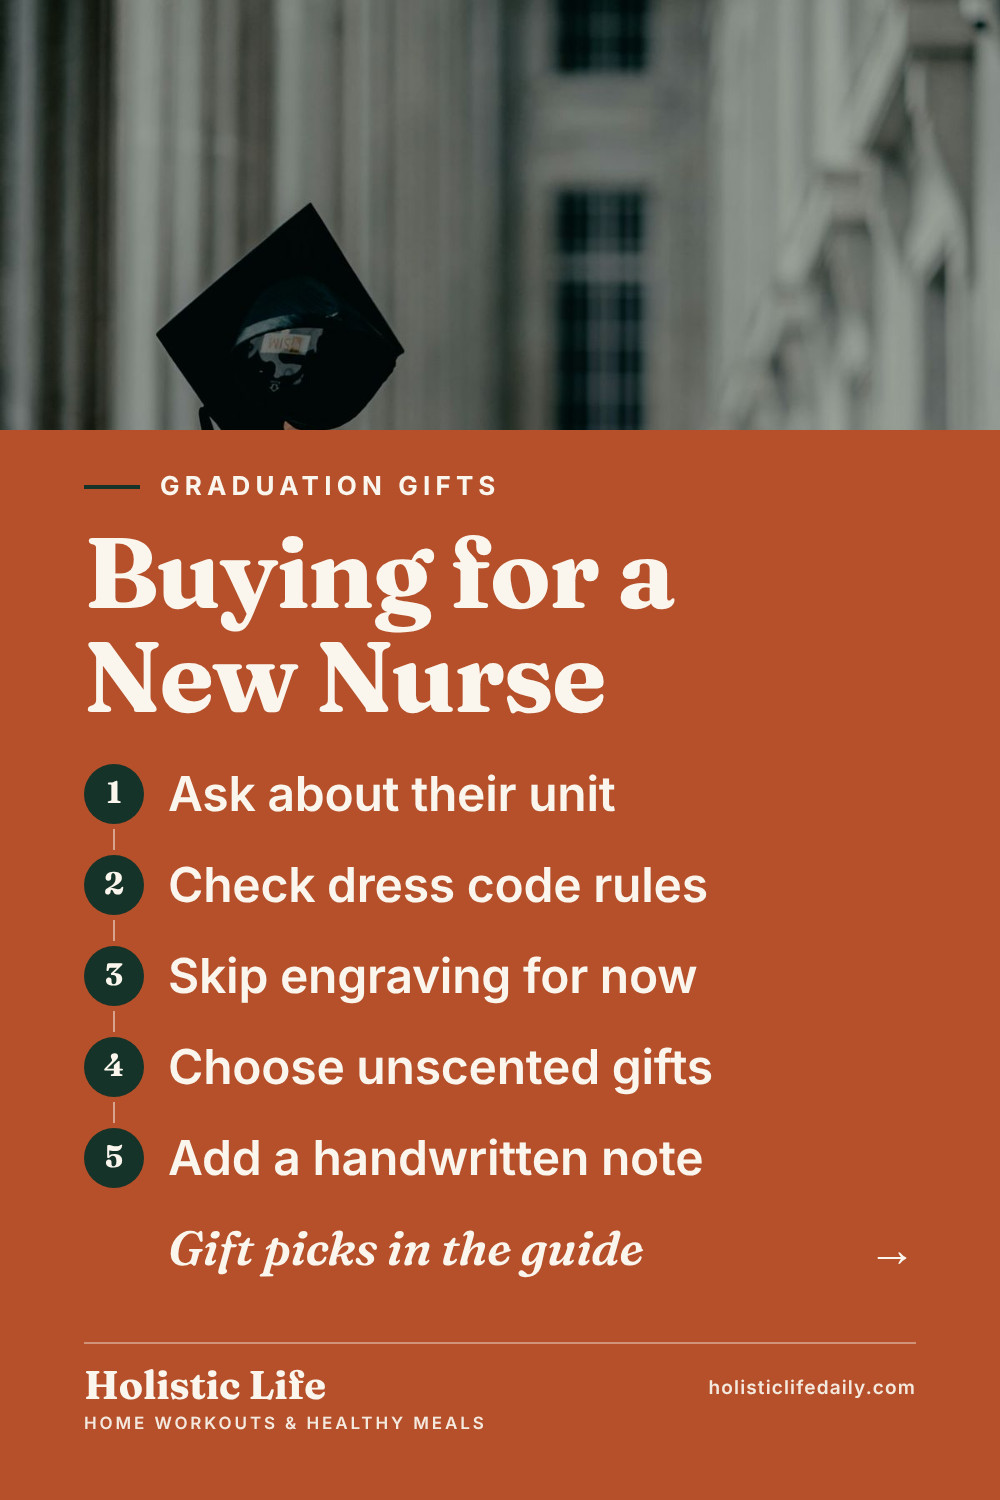 GRADUATION GIFTS
Buying for a
New Nurse
1 Ask about their unit
2 Check dress code rules
3 Skip engraving for now
4 Choose unscented gifts
5 Add a handwritten note
Gift picks in the guide →
Holistic Life
HOME WORKOUTS & HEALTHY MEALS
holisticlifedaily.com